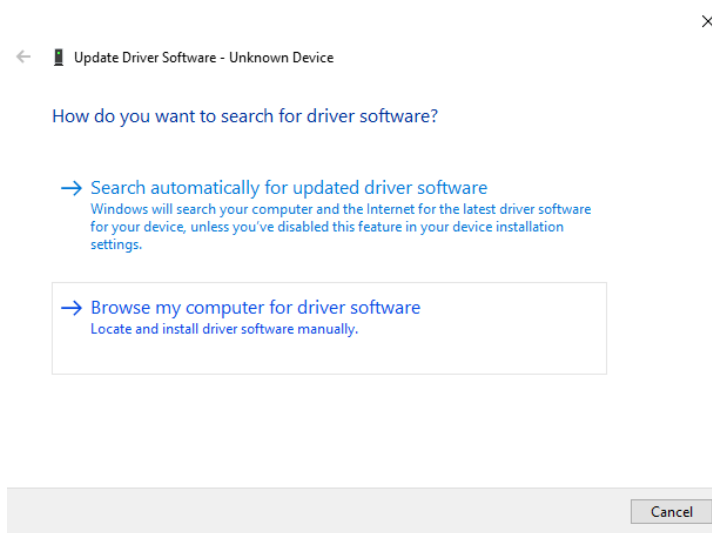 Update Driver Software - Unknown Device
How do you want to search for driver software?
Search automatically for updated driver software
Windows will search your computer and the Internet for the latest driver software
for your device, unless you've disabled this feature in your device installation
settings.
Browse my computer for driver software
Locate and install driver software manually.
Cancel